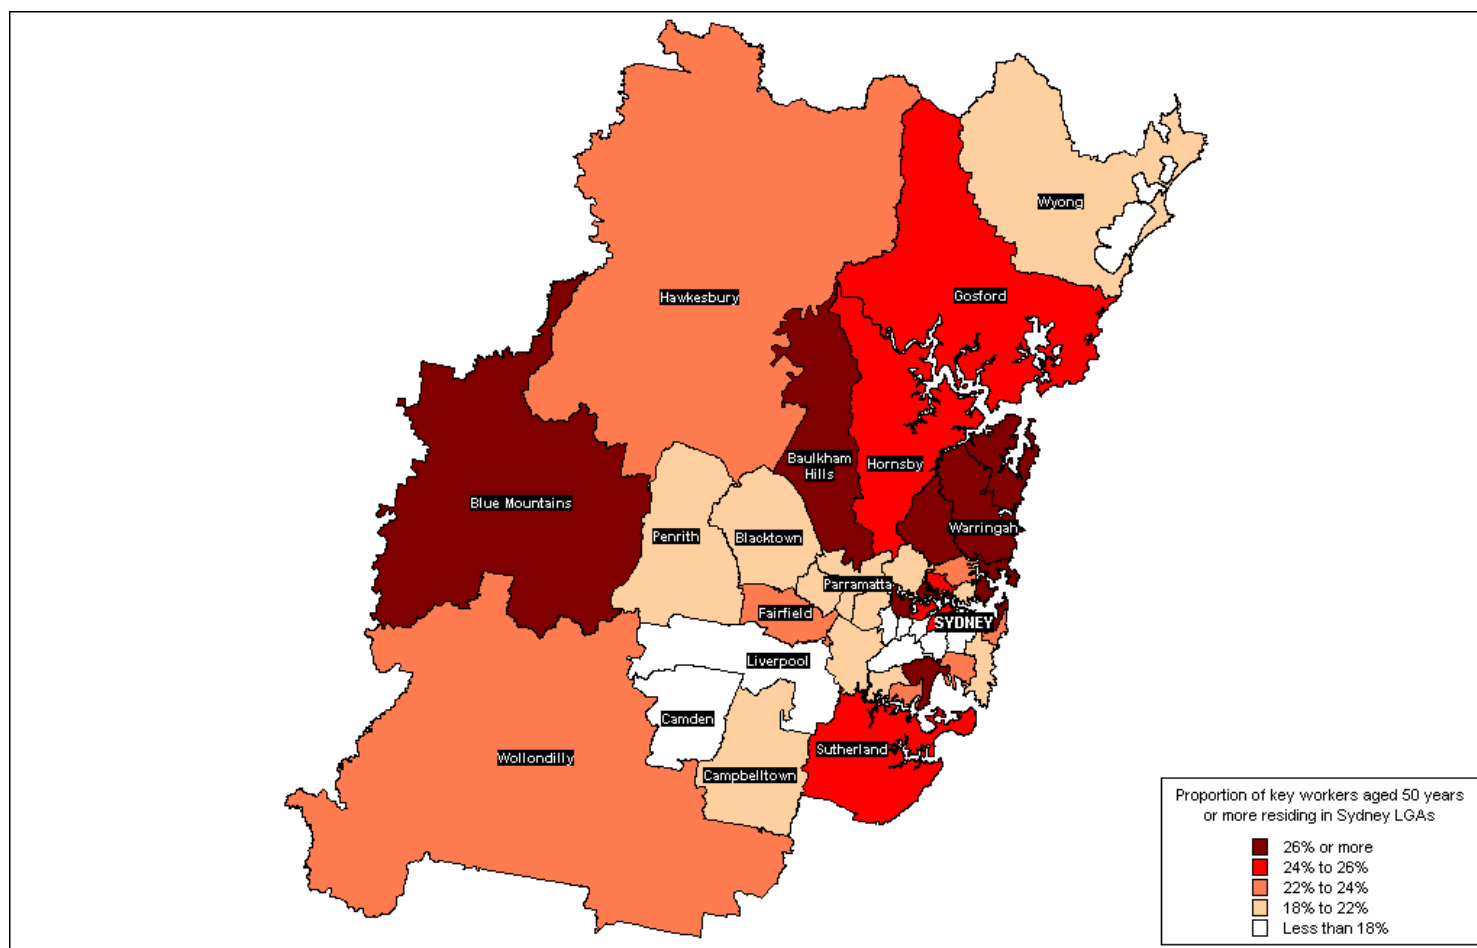 Wyong
Hawkesbury
Gosford
Baulkham
Hills
Hornsby
Blue Mountains
Warringah
Penrith
Blacktown
Parramatta
Fairfield
SYDNEY
Liverpool
Camden
Sutherland
Wollondilly
Campbelltown
Proportion of key workers aged 50 years
or more residing in Sydney LGAs
26% or more
24% to 26%
22% to 24%
18% to 22%
Less than 18%